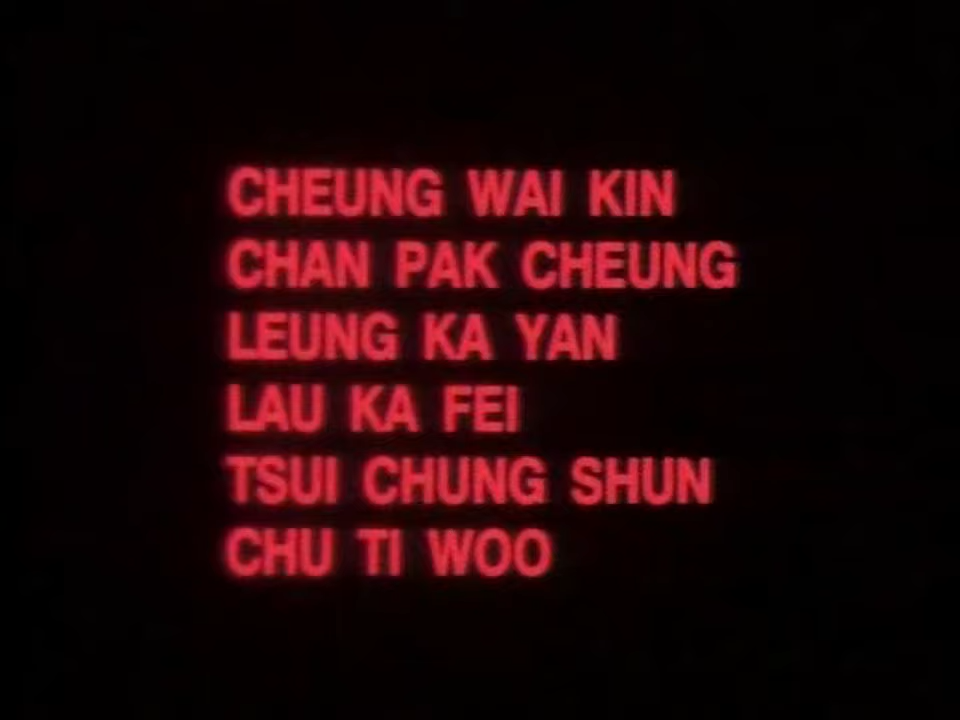 CHEUNG WAI KIN
CHAN PAK CHEUNG
LEUNG KA YAN
LAU KA FEI
TSUI CHUNG SHUN
CHU TI WOO